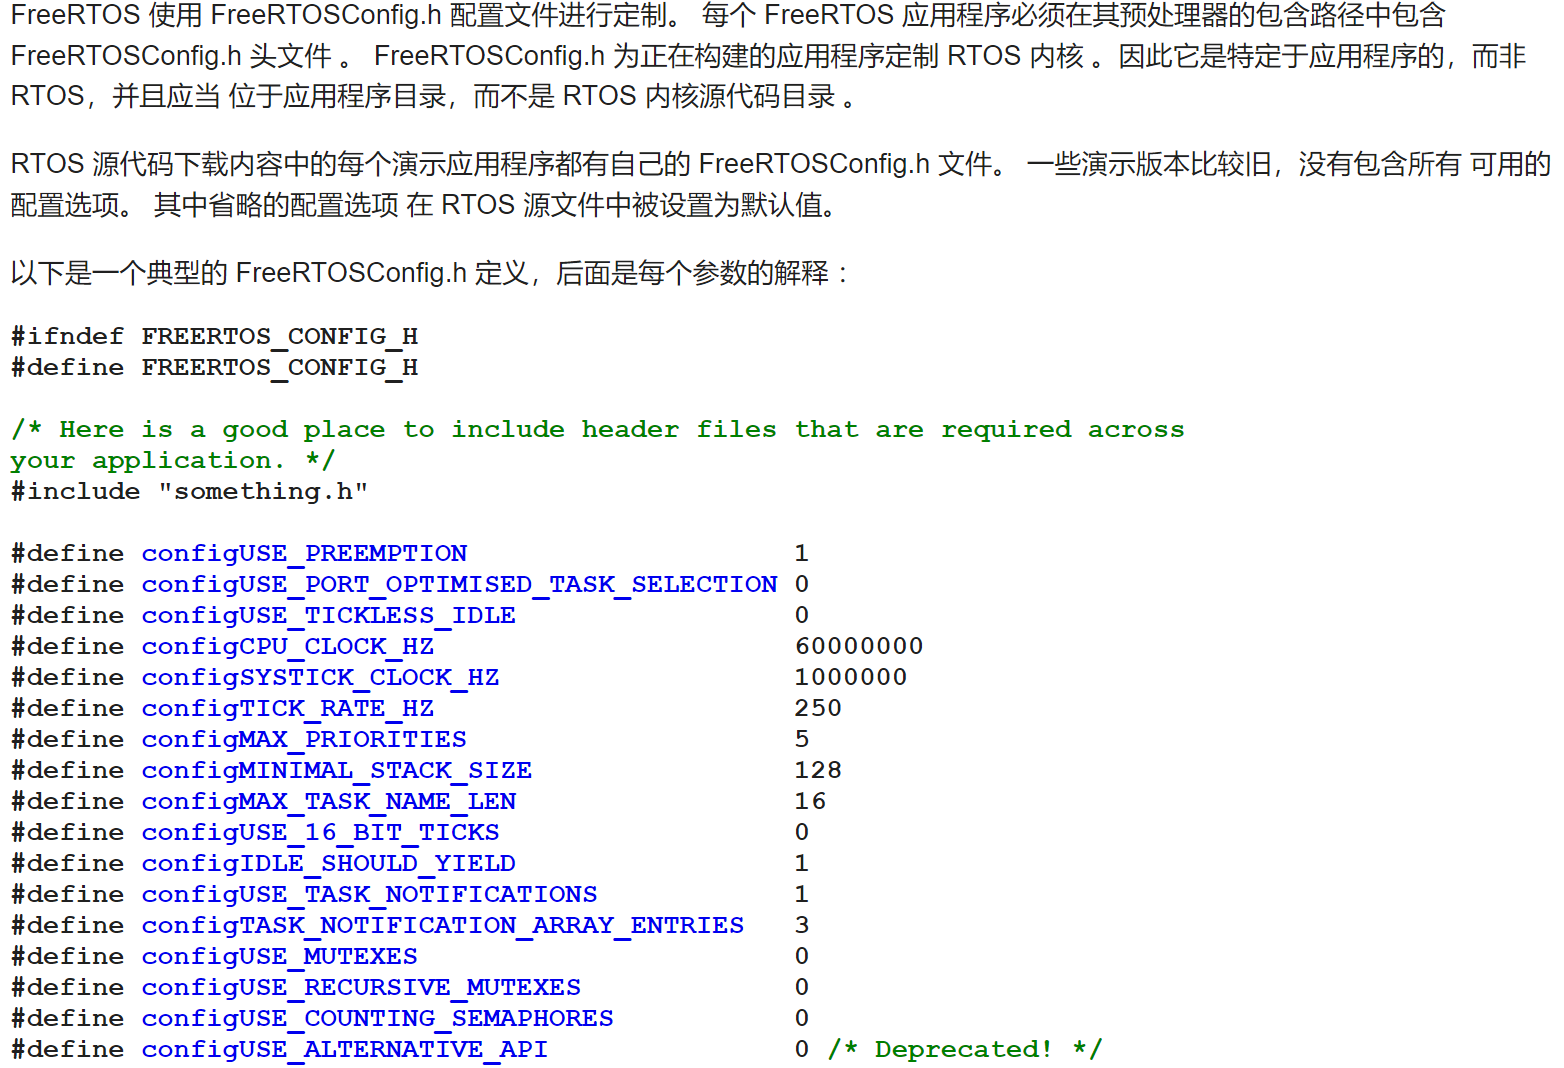 FreeRTOS 使用 FreeRTOSConfig.h 配置文件进行定制。 每个 FreeRTOS 应用程序必须在其预处理器的包含路径中包含
FreeRTOSConfig.h 头文件 。 FreeRTOSConfig.h 为正在构建的应用程序定制 RTOS 内核 。因此它是特定于应用程序的，而非
RTOS，并且应当 位于应用程序目录，而不是 RTOS 内核源代码目录 。
RTOS 源代码下载内容中的每个演示应用程序都有自己的 FreeRTOSConfig.h 文件。 一些演示版本比较旧，没有包含所有 可用的
配置选项。 其中省略的配置选项 在 RTOS 源文件中被设置为默认值。
以下是一个典型的 FreeRTOSConfig.h 定义，后面是每个参数的解释 ：
#ifndef FREERTOS_CONFIG_H
#define FREERTOS_CONFIG_H
/* Here is a good place to include header files that are required across
your application. */
#include "something.h"
#define configUSE_PREEMPTION 1
#define configUSE_PORT_OPTIMISED_TASK_SELECTION 0
#define configUSE_TICKLESS_IDLE 0
#define configCPU_CLOCK_HZ 60000000
#define configSYSTICK_CLOCK_HZ 1000000
#define configTICK_RATE_HZ 250
#define configMAX_PRIORITIES 5
#define configMINIMAL_STACK_SIZE 128
#define configMAX_TASK_NAME_LEN 16
#define configUSE_16_BIT_TICKS 0
#define configIDLE_SHOULD_YIELD 1
#define configUSE_TASK_NOTIFICATIONS 1
#define configTASK_NOTIFICATION_ARRAY_ENTRIES 3
#define configUSE_MUTEXES 0
#define configUSE_RECURSIVE_MUTEXES 0
#define configUSE_COUNTING_SEMAPHORES 0
#define configUSE_ALTERNATIVE_API 0 /* Deprecated! */